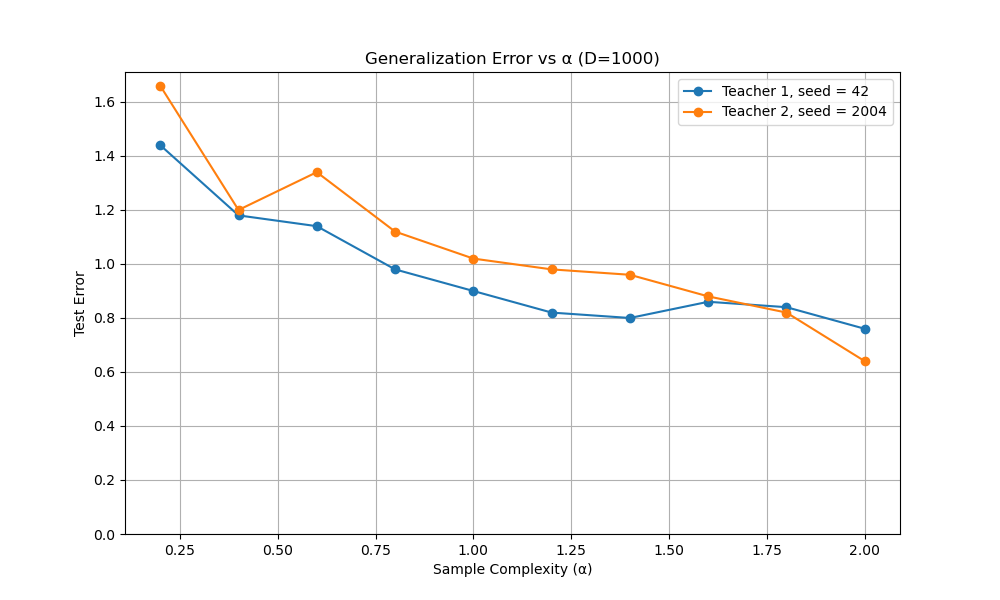 Generalization Error vs α (D=1000)
Teacher 1, seed = 42
Teacher 2, seed = 2004
Test Error
1.6
1.4
1.2
1.0
0.8
0.6
0.4
0.2
0.0
0.25 0.50 0.75 1.00 1.25 1.50 1.75 2.00
Sample Complexity (α)